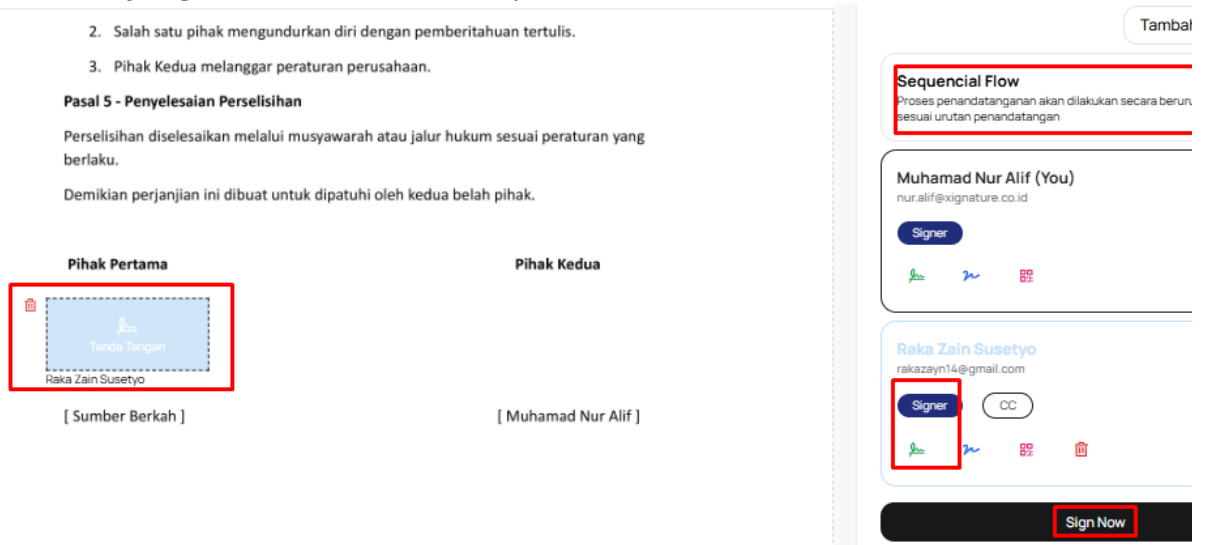 2. Salah satu pihak mengundurkan diri dengan pemberitahuan tertulis.
3. Pihak Kedua melanggar peraturan perusahaan.
Pasal 5 - Penyelesaian Perselisihan
Perselisihan diselesaikan melalui musyawarah atau jalur hukum sesuai peraturan yang
berlaku.
Demikian perjanjian ini dibuat untuk dipatuhi oleh kedua belah pihak.
Pihak Pertama
Pihak Kedua
Tanda Tangan
Raka Zain Susetyo
[ Sumber Berkah ]
[ Muhamad Nur Alif ]
Sequencial Flow
Proses penandatanganan akan dilakukan secara
sesuai urutan penandatangan
Muhamad Nur Alif (You)
nur.alif@xignature.co.id
Signer
Raka Zain Susetyo
rakazayn14@gmail.com
Signer
CC
Sign Now